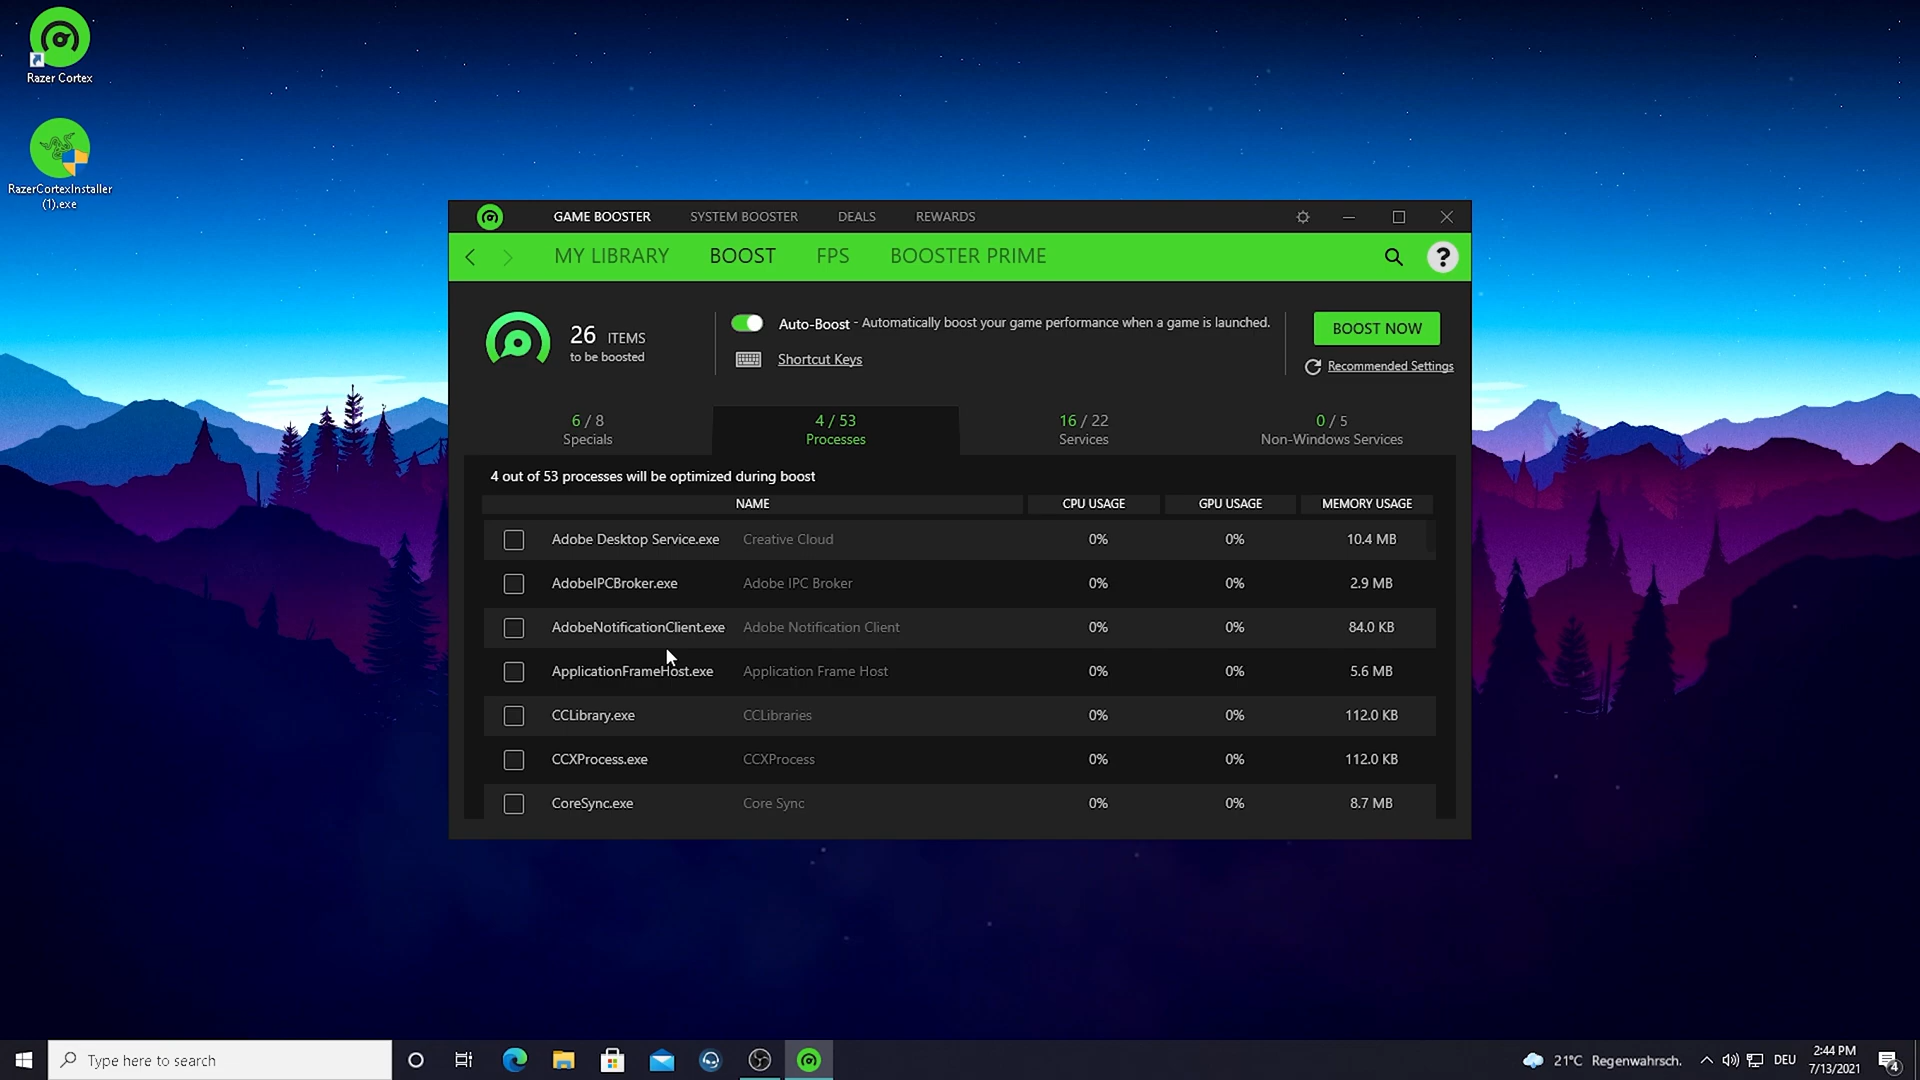 Razer Cortex
RazerCortexInstaller
(1).exe
GAME BOOSTER SYSTEM BOOSTER DEALS REWARDS
MY LIBRARY BOOST FPS BOOSTER PRIME ?
26 ITEMS
to be boosted
Auto-Boost - Automatically boost your game performance when a game is launched.
Shortcut Keys
BOOST NOW
Recommended Settings
6 / 8
Specials
4 / 53
Processes
16 / 22
Services
0 / 5
Non-Windows Services
4 out of 53 processes will be optimized during boost
NAME CPU USAGE GPU USAGE MEMORY USAGE
Adobe Desktop Service.exe Creative Cloud 0% 0% 10.4 MB
AdobeIPCBroker.exe Adobe IPC Broker 0% 0% 2.9 MB
AdobeNotificationClient.exe Adobe Notification Client 0% 0% 84.0 KB
ApplicationFrameHost.exe Application Frame Host 0% 0% 5.6 MB
CCLibrary.exe CCLibraries 0% 0% 112.0 KB
CCXProcess.exe CCXProcess 0% 0% 112.0 KB
CoreSync.exe Core Sync 0% 0% 8.7 MB
Type here to search
21°C Regenwahrsch.
DEU
2:44 PM
7/13/2021
4